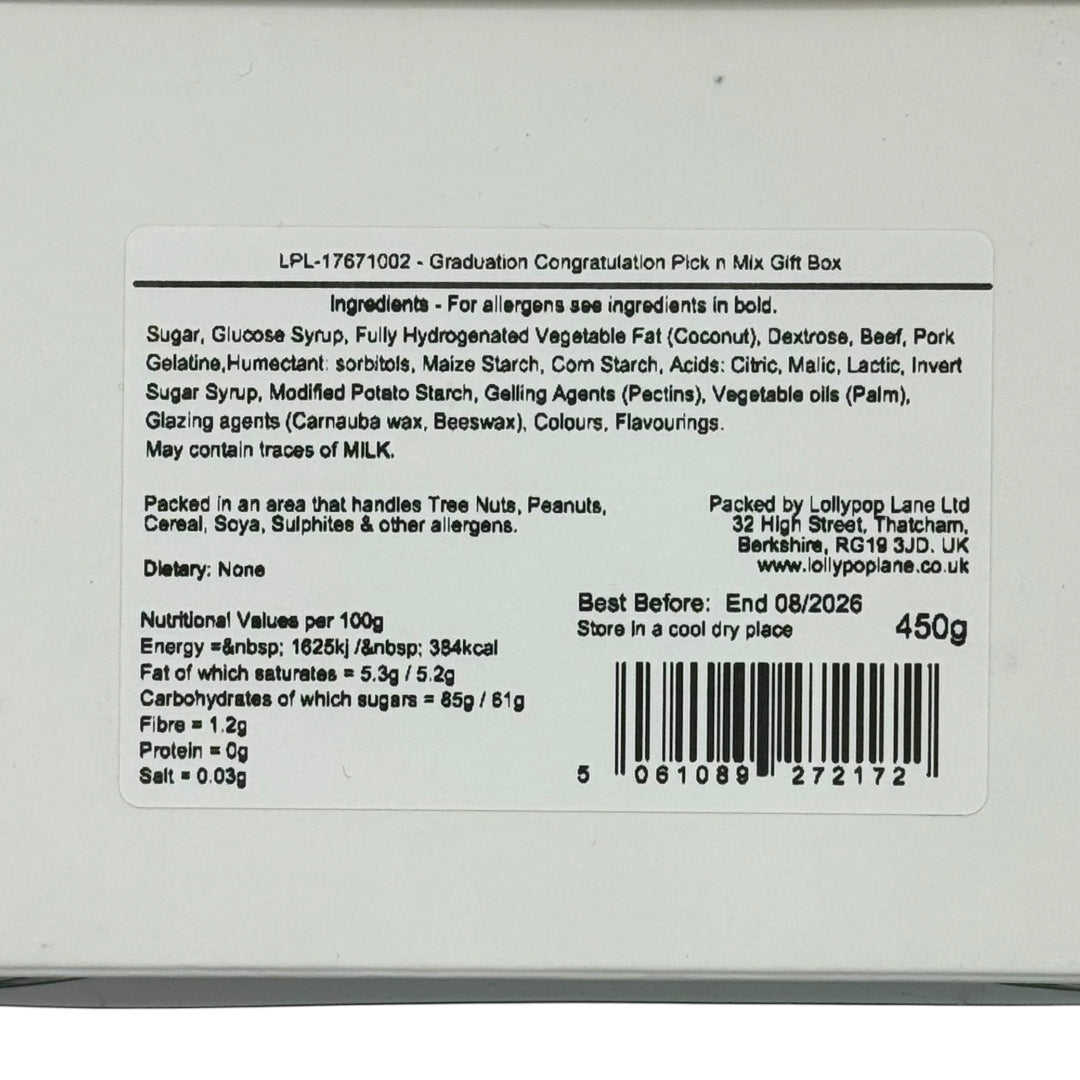 LPL-17671002 - Graduation Congratulation Pick n Mix Gift Box
Ingredients - For allergens see ingredients in bold.
Sugar, Glucose Syrup, Fully Hydrogenated Vegetable Fat (Coconut), Dextrose, Beef, Pork
Gelatine,Humectant: sorbitols, Maize Starch, Corn Starch, Acids: Citric, Malic, Lactic, Invert
Sugar Syrup, Modified Potato Starch, Gelling Agents (Pectins), Vegetable oils (Palm),
Glazing agents (Carnauba wax, Beeswax), Colours, Flavourings.
May contain traces of MILK.
Packed in an area that handles Tree Nuts, Peanuts,
Cereal, Soya, Sulphites & other allergens.
Dietary: None
Packed by Lollypop Lane Ltd
32 High Street, Thatcham,
Berkshire, RG19 3JD. UK
www.lollypoplane.co.uk
Nutritional Values per 100g
Energy =&nbsp; 1625kj /&nbsp; 384kcal
Fat of which saturates = 5.3g / 5.2g
Carbohydrates of which sugars = 85g / 61g
Fibre = 1.2g
Protein = 0g
Salt = 0.03g
Best Before: End 08/2026
Store in a cool dry place
450g
5 061089 272172